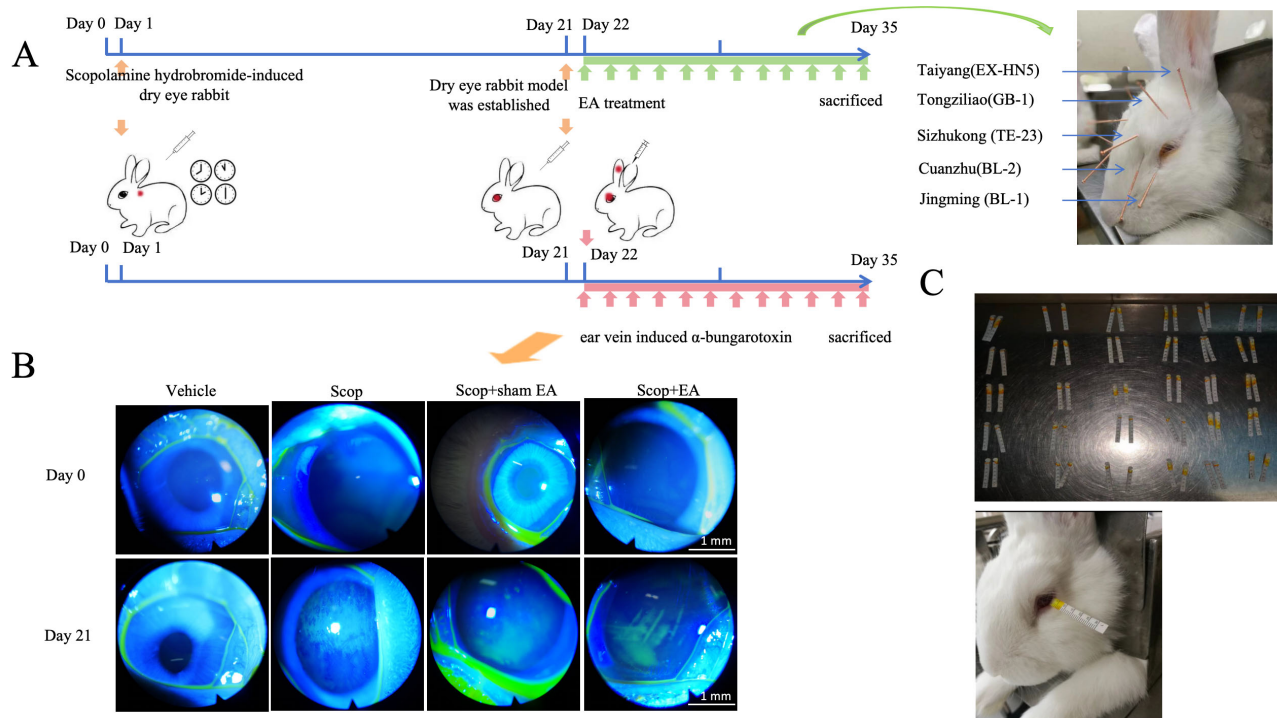 A
Day 0
Day 1
Day 21
Day 22
Day 35
Scopolamine hydrobromide-induced
dry eye rabbit
Dry eye rabbit model
was established
EA treatment
sacrificed
Taiyang(EX-HN5)
Tongziliao(GB-1)
Sizhukong (TE-23)
Cuanzhu(BL-2)
Jingming (BL-1)
Day 0
Day 1
Day 21
Day 22
Day 35
ear vein induced α-bungarotoxin
sacrificed
B
Vehicle
Scop
Scop+sham EA
Scop+EA
Day 0
1 mm
Day 21
1 mm
C